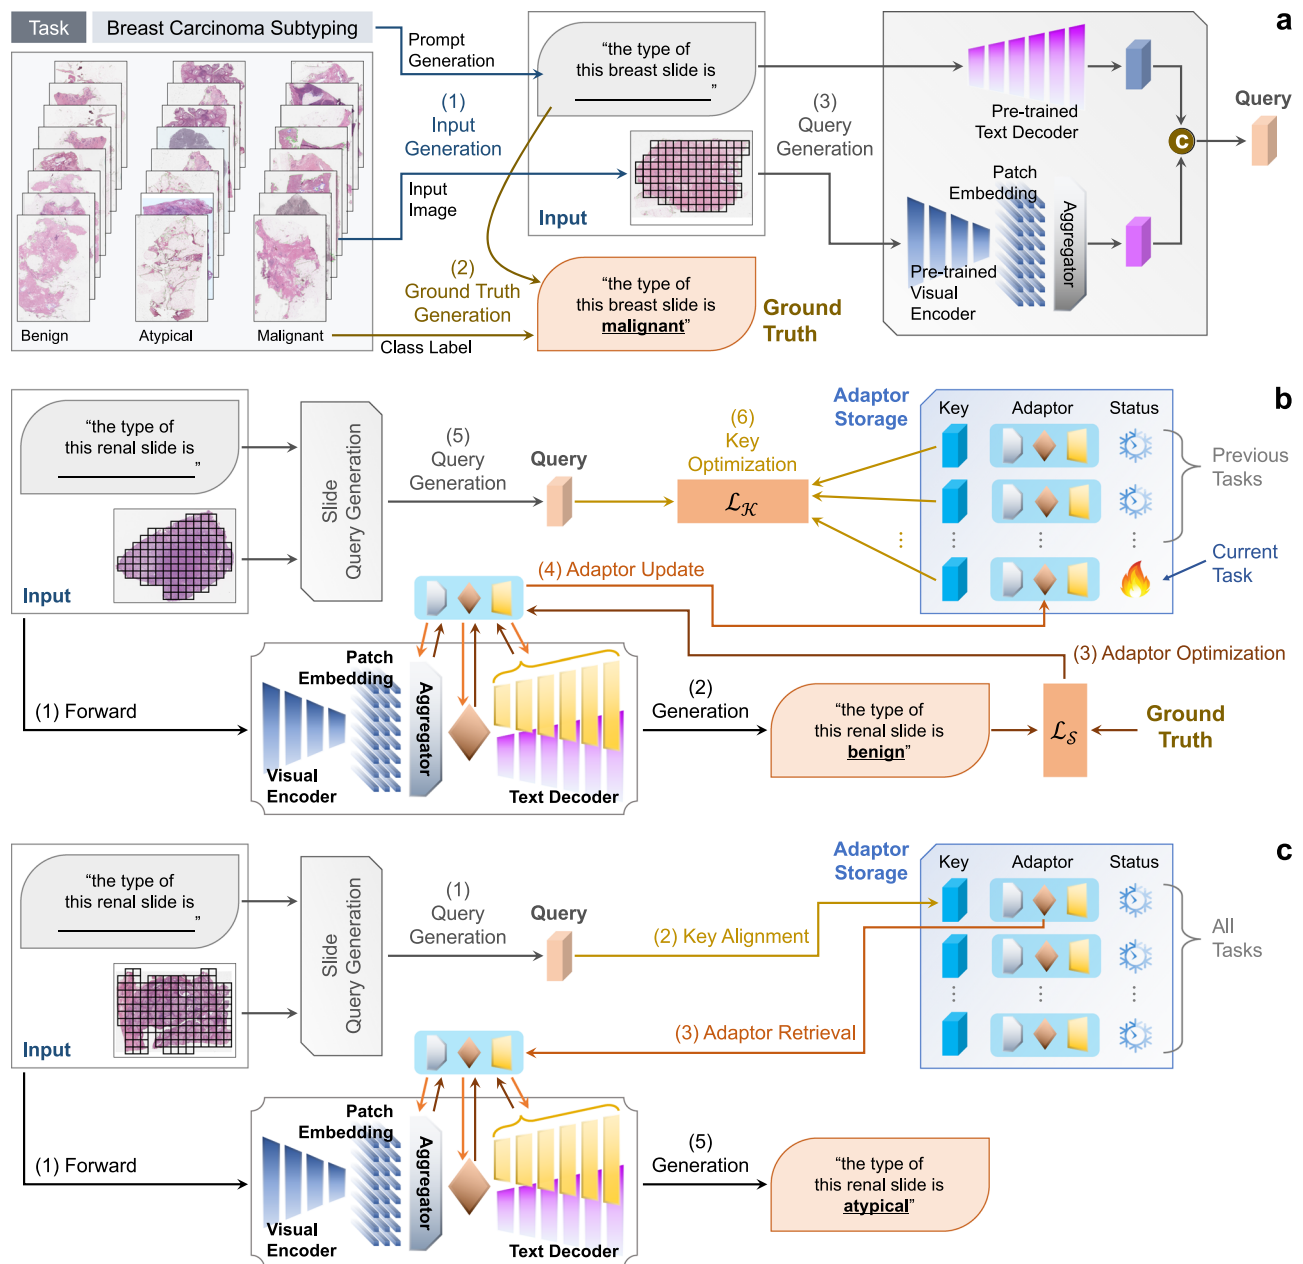 a
Task
Breast Carcinoma Subtyping
Prompt
Generation
(1)
Input
Generation
Input
Image
Benign
Atypical
Malignant
(2)
Ground Truth
Generation
Class Label
“the type of
this breast slide is
________”
Input
“the type of
this breast slide is
malignant”
Ground
Truth
(3)
Query
Generation
Pre-trained
Text Decoder
Patch
Embedding
Aggregator
Pre-trained
Visual
Encoder
C
Query
b
“the type of
this renal slide is
________”
Input
Slide
Query Generation
(5)
Query
Generation
Query
(6)
Key
Optimization
ℒ𝒦
Adaptor
Storage
Key
Adaptor
Status
Previous
Tasks
Current
Task
(4) Adaptor Update
(3) Adaptor Optimization
(1) Forward
Patch
Embedding
Aggregator
Visual
Encoder
Text Decoder
(2)
Generation
“the type of
this renal slide is
benign”
ℒ𝒮
Ground
Truth
c
“the type of
this renal slide is
________”
Input
Slide
Query Generation
(1)
Query
Generation
Query
(2) Key Alignment
Adaptor
Storage
Key
Adaptor
Status
All
Tasks
(3) Adaptor Retrieval
(1) Forward
Patch
Embedding
Aggregator
Visual
Encoder
Text Decoder
(5)
Generation
“the type of
this renal slide is
atypical”